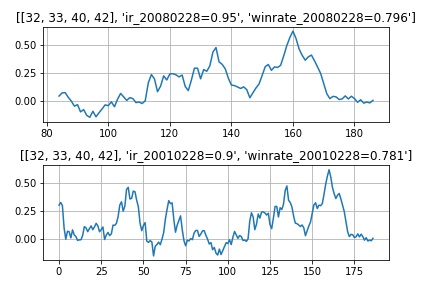 [[32, 33, 40, 42], 'ir_20080228=0.95', 'winrate_20080228=0.796']
0.50
0.25
0.00
80 100 120 140 160 180
[[32, 33, 40, 42], 'ir_20010228=0.9', 'winrate_20010228=0.781']
0.50
0.25
0.00
0 25 50 75 100 125 150 175